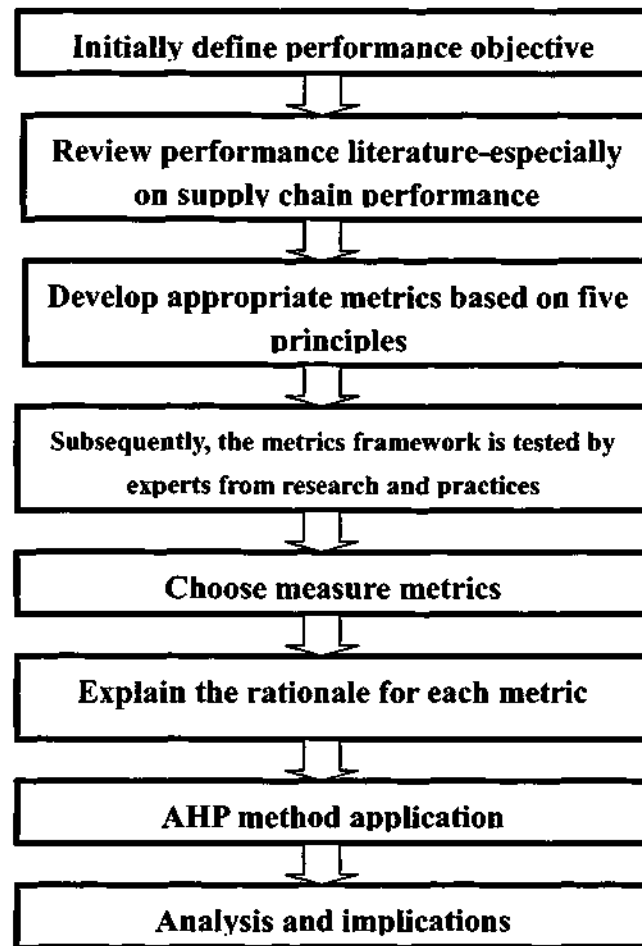 Initially define performance objective
Review performance literature-especially
on supply chain performance
Develop appropriate metrics based on five
principles
Subsequently, the metrics framework is tested by
experts from research and practices
Choose measure metrics
Explain the rationale for each metric
AHP method application
Analysis and implications